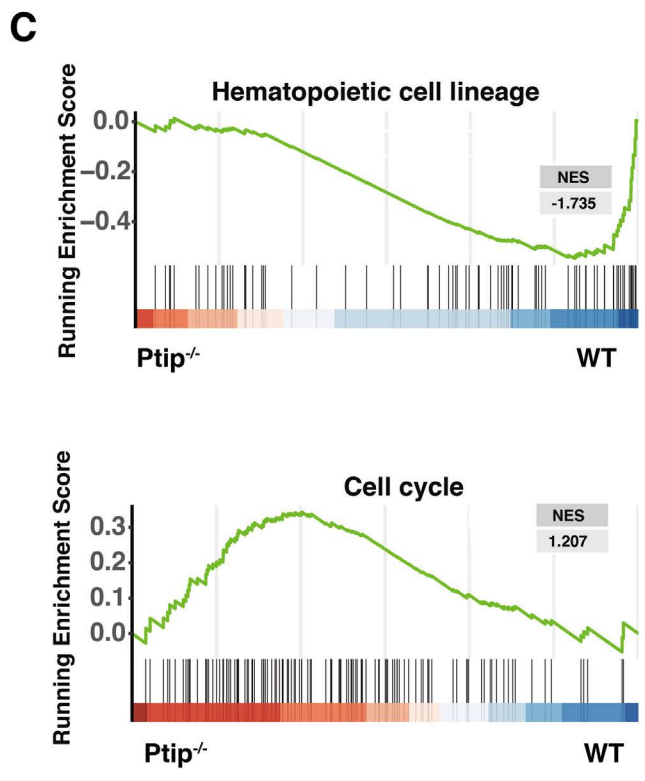 C
Hematopoietic cell lineage
Running Enrichment Score
0.0
−0.2
−0.4
NES
-1.735
Ptip-/-
WT
Cell cycle
Running Enrichment Score
0.3
0.2
0.1
0.0
NES
1.207
Ptip-/-
WT